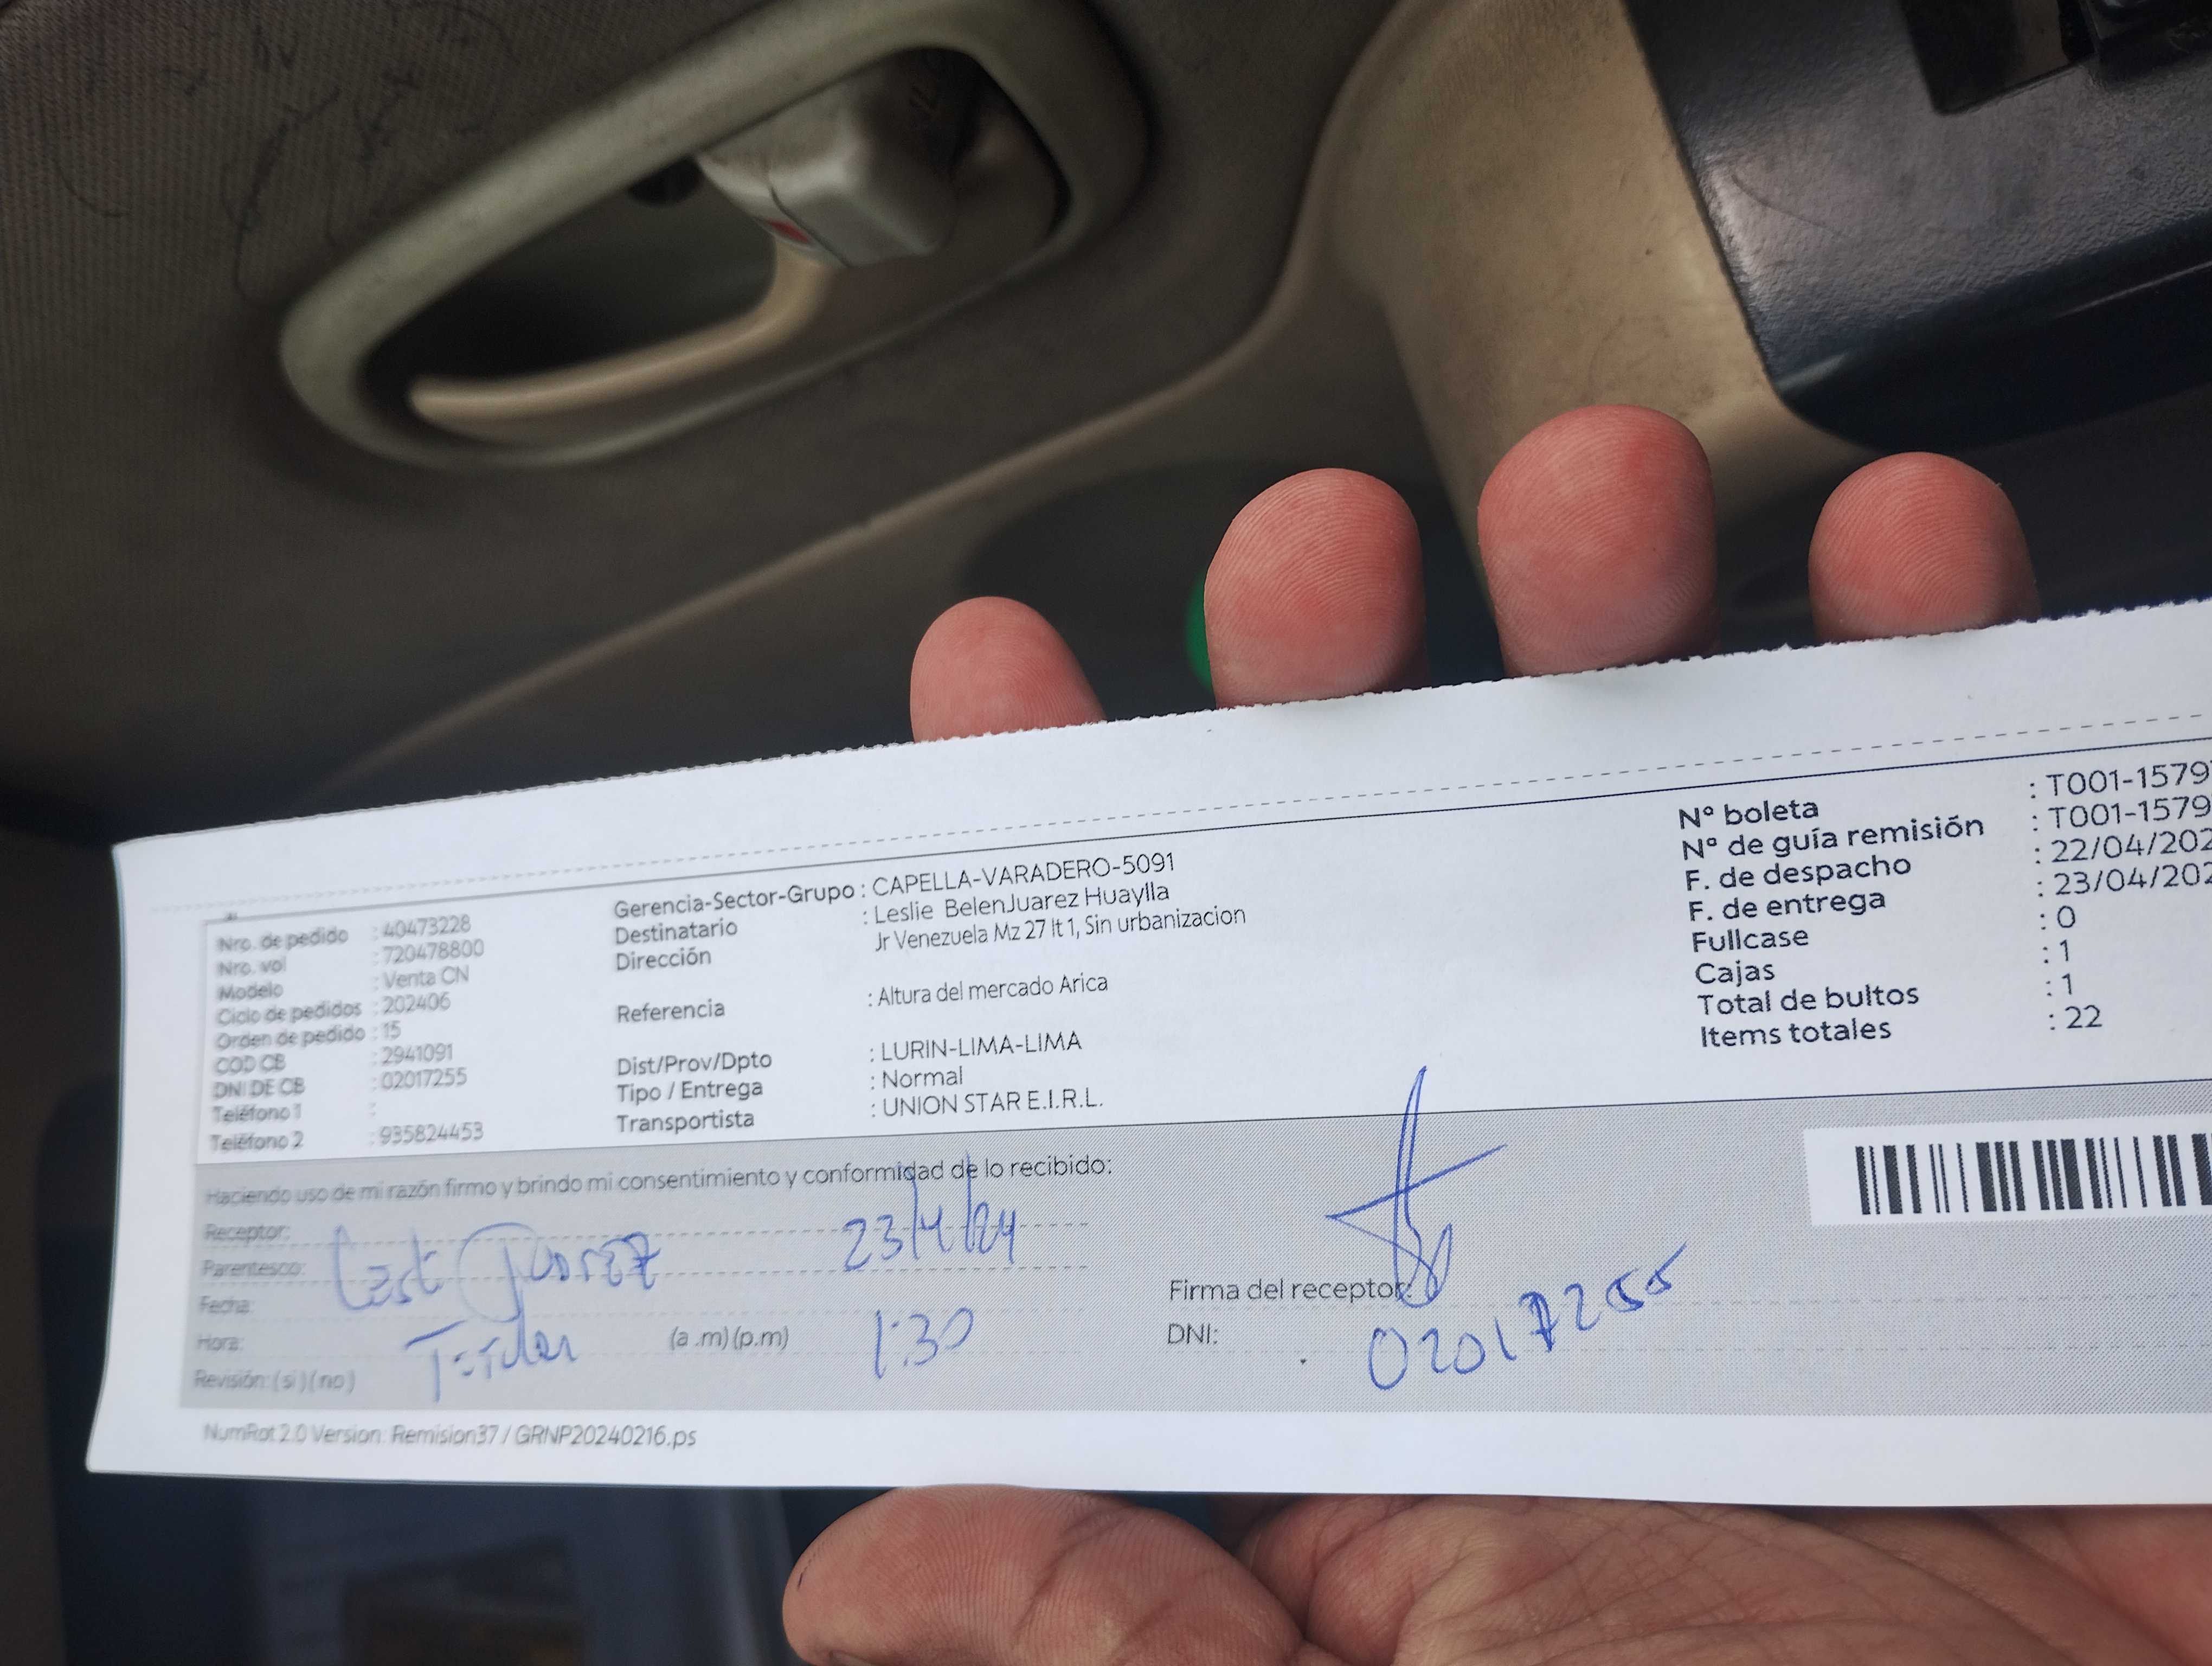 Nro. de pedido : 40473228
Nro. vol : 720478800
Modelo : Venta CN
Ciclo de pedidos : 202406
Orden de pedido : 15
COD CB : 2941091
DNI DE CB : 02017255
Teléfono 1 :
Teléfono 2 : 935824453
Gerencia-Sector-Grupo : CAPELLA-VARADERO-5091
Destinatario : Leslie BelenJuarez Huaylla
Dirección Jr Venezuela Mz 27 lt 1, Sin urbanizacion
Referencia : Altura del mercado Arica
Dist/Prov/Dpto : LURIN-LIMA-LIMA
Tipo / Entrega : Normal
Transportista : UNION STAR E.I.R.L.
Nº boleta : T001-1579
Nº de guía remisión : T001-1579
F. de despacho : 22/04/202
F. de entrega : 23/04/202
Fullcase : 0
Cajas : 1
Total de bultos : 1
Items totales : 22
Haciendo uso de mi razón firmo y brindo mi consentimiento y conformidad de lo recibido:
Receptor:
Parentesco: Juarez 23/4/24
Fecha:
Hora: Titular (a .m) (p.m) 1:30
Revisión: (si) (no)
Firma del receptor:
DNI: 02017255
NumRot 2.0 Version: Remision37 / GRNP20240216.ps